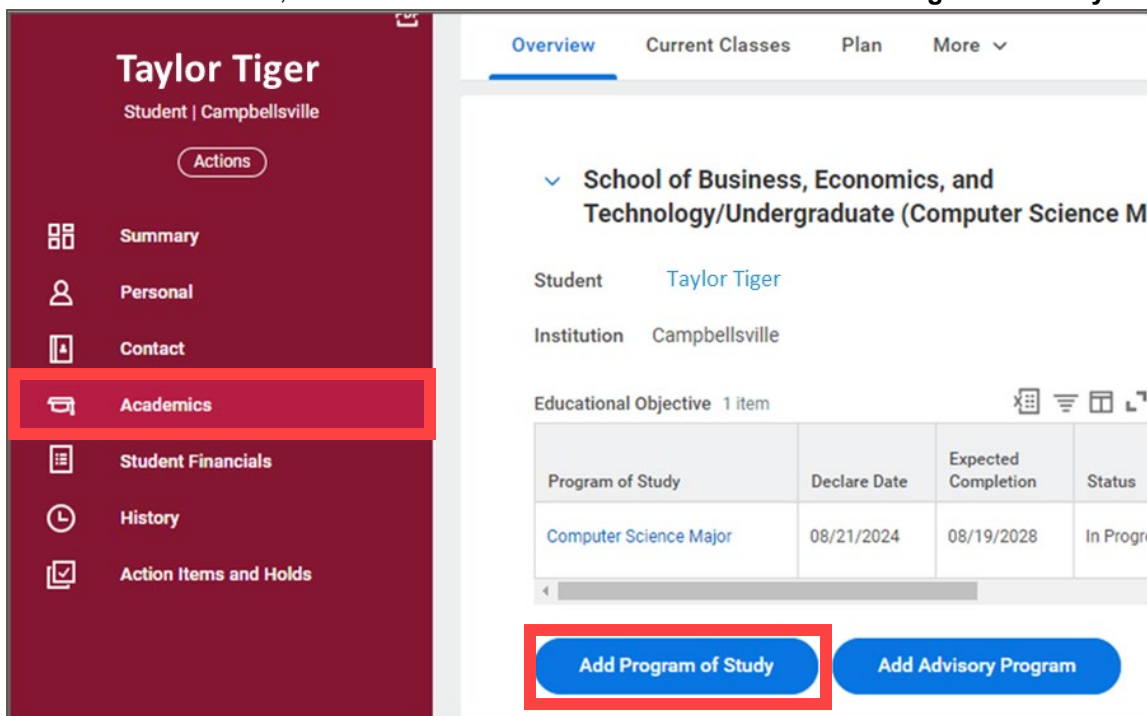 Taylor Tiger
Student | Campbellsville
Actions
Summary
Personal
Contact
Academics
Student Financials
History
Action Items and Holds
Overview Current Classes Plan More
School of Business, Economics, and
Technology/Undergraduate (Computer Science M
Student Taylor Tiger
Institution Campbellsville
Educational Objective 1 item
Program of Study Declare Date Expected Completion Status
Computer Science Major 08/21/2024 08/19/2028 In Progr
Add Program of Study Add Advisory Program